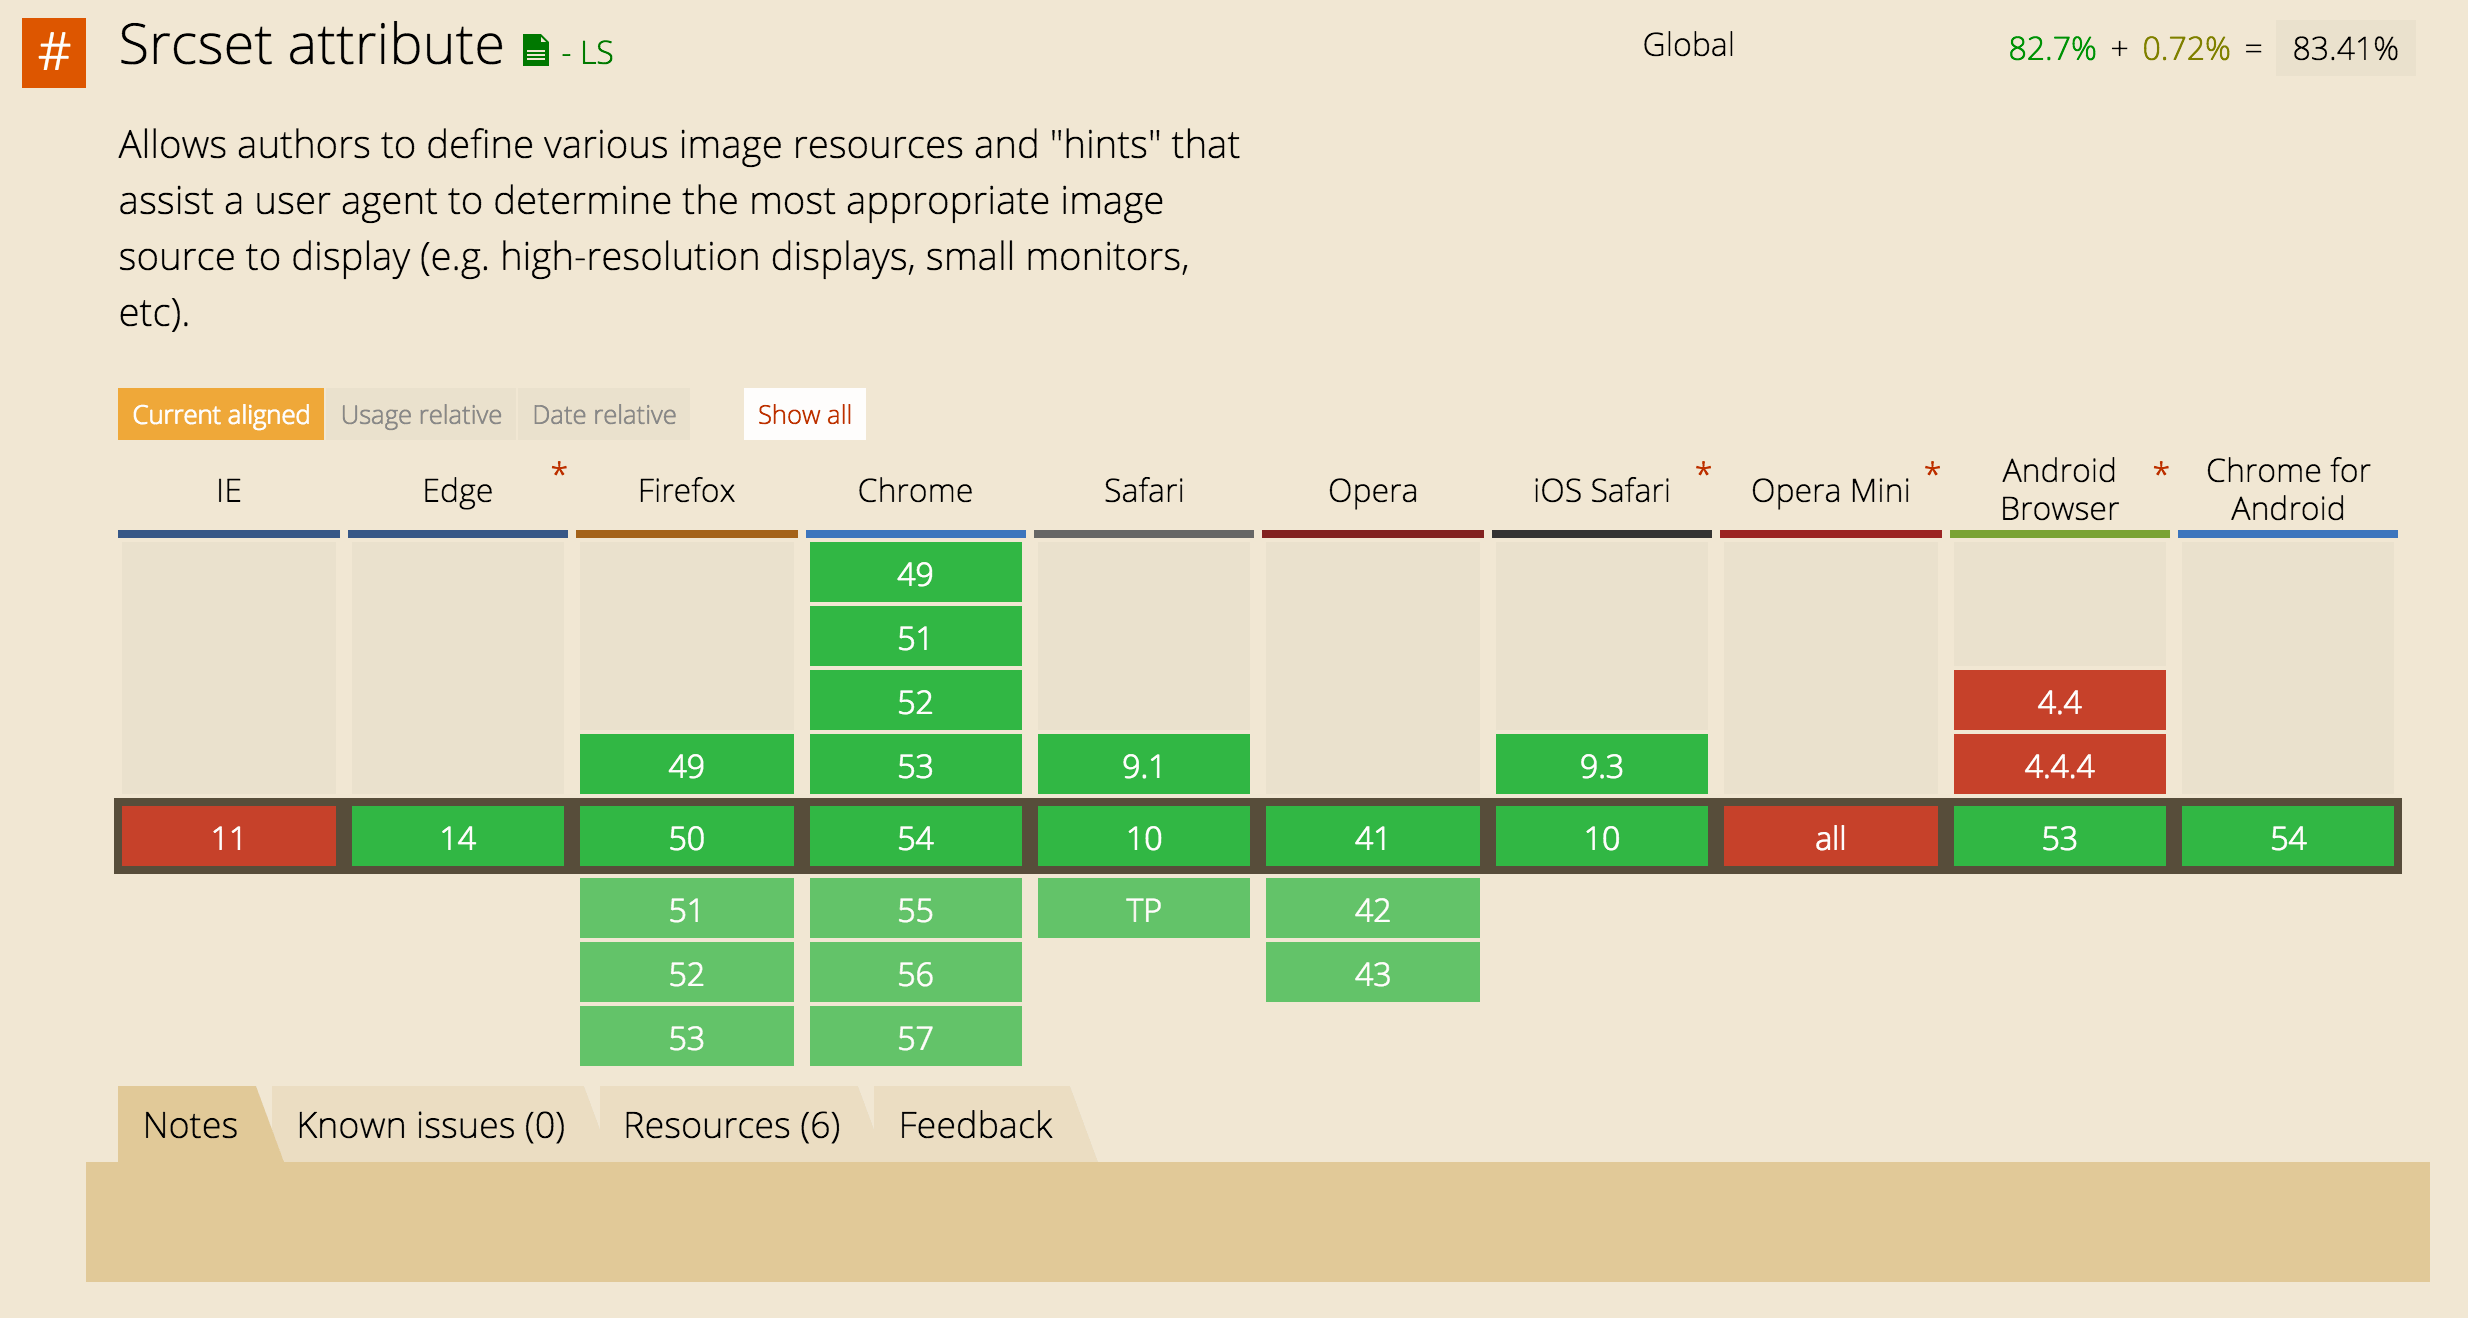 # Srcset attribute - LS Global 82.7% + 0.72% = 83.41%
Allows authors to define various image resources and "hints" that
assist a user agent to determine the most appropriate image
source to display (e.g. high-resolution displays, small monitors,
etc).
Current aligned Usage relative Date relative Show all
IE Edge * Firefox Chrome Safari Opera iOS Safari * Opera Mini * Android Browser * Chrome for Android
49
51
52 4.4
49 53 9.1 9.3 4.4.4
11 14 50 54 10 41 10 all 53 54
51 55 TP 42
52 56 43
53 57
Notes Known issues (0) Resources (6) Feedback